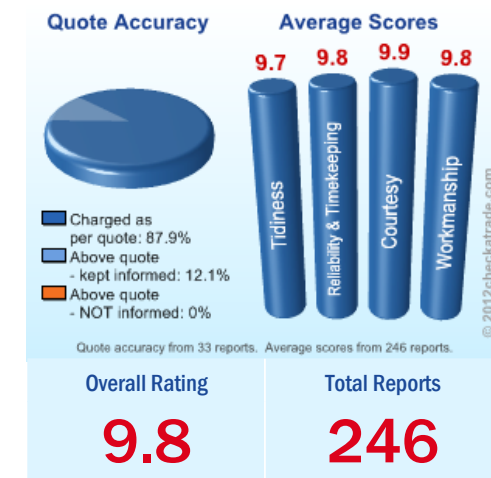 Quote Accuracy
Average Scores
9.7
9.8
9.9
9.8
Tidiness
Reliability & Timekeeping
Courtesy
Workmanship
Charged as
per quote: 87.9%
Above quote
- kept informed: 12.1%
Above quote
- NOT informed: 0%
© 2012checkatrade.com
Quote accuracy from 33 reports. Average scores from 246 reports.
Overall Rating
9.8
Total Reports
246